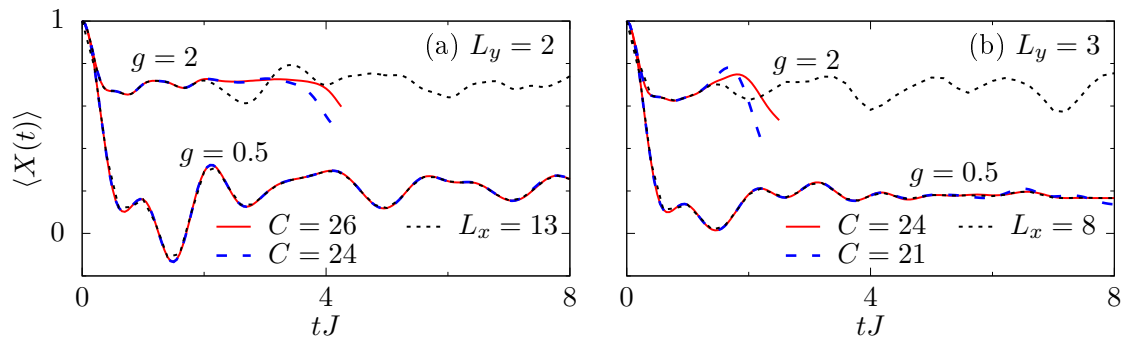 1
0
⟨X(t)⟩
(a) L_y = 2
g = 2
g = 0.5
C = 26
C = 24
L_x = 13
0 4 8
tJ
(b) L_y = 3
g = 2
g = 0.5
C = 24
C = 21
L_x = 8
0 4 8
tJ